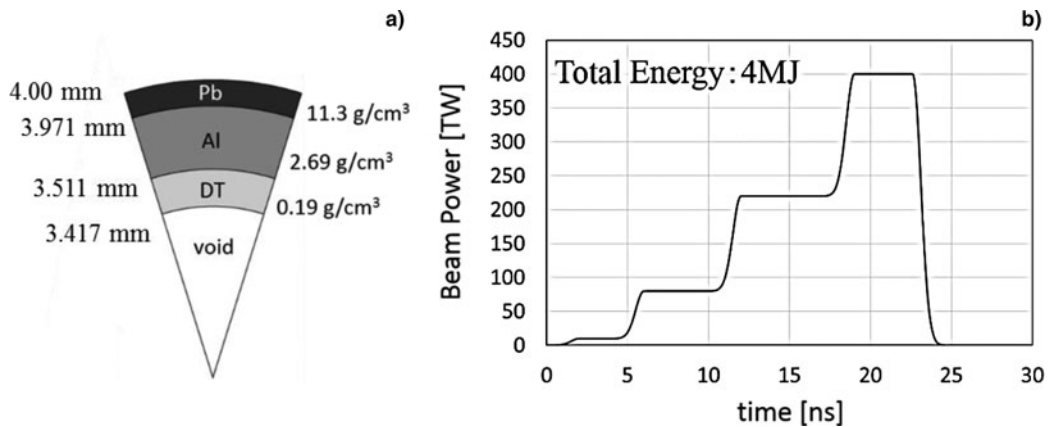 a)
4.00 mm
Pb
11.3 g/cm³
3.971 mm
Al
2.69 g/cm³
3.511 mm
DT
0.19 g/cm³
3.417 mm
void
b)
Total Energy: 4MJ
Beam Power [TW]
450
400
350
300
250
200
150
100
50
0
0 5 10 15 20 25 30
time [ns]